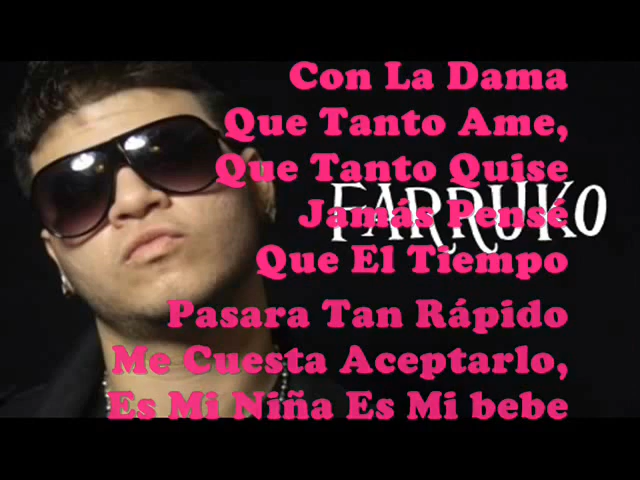 Con La Dama
Que Tanto Ame,
Que Tanto Quise
Jamás Pensé
FARRUKO
Que El Tiempo
Pasara Tan Rápido
Me Cuesta Aceptarlo,
Es Mi Niña Es Mi bebe